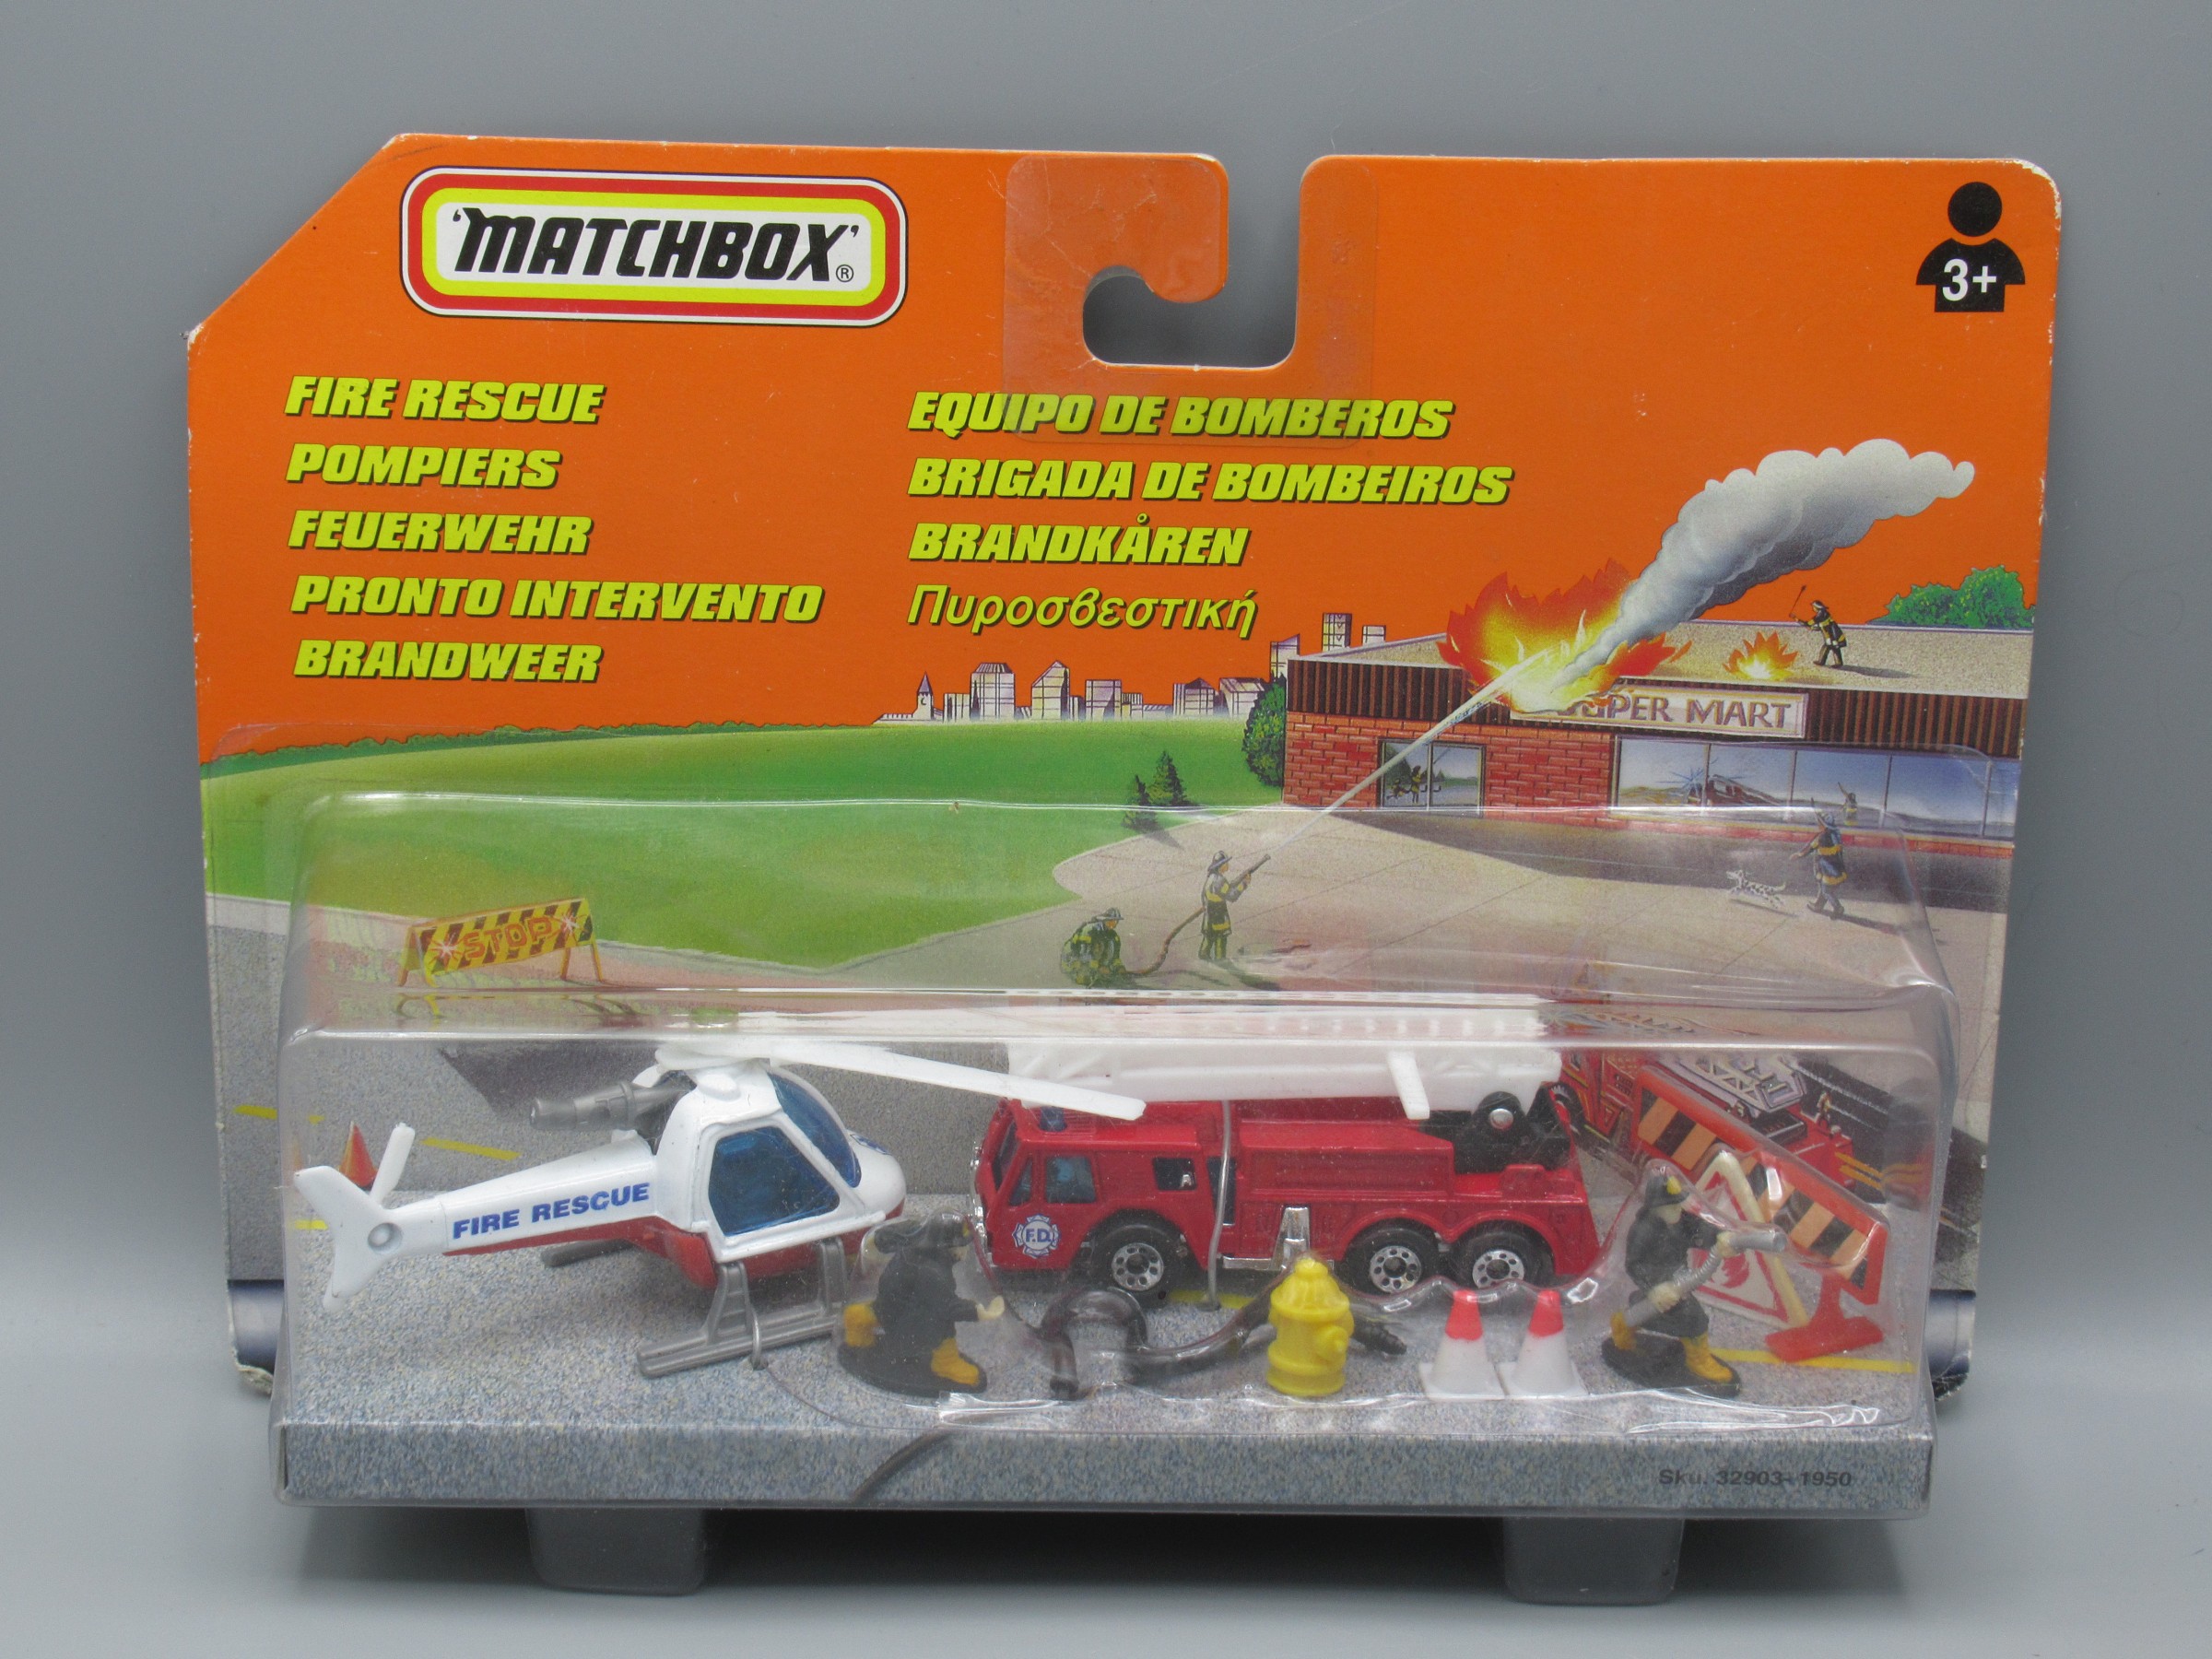 'MATCHBOX'®
3+
FIRE RESCUE
POMPIERS
FEUERWEHR
PRONTO INTERVENTO
BRANDWEER
EQUIPO DE BOMBEROS
BRIGADA DE BOMBEIROS
BRANDKÅREN
Πυροσβεστική
SUPER MART
STOP
FIRE RESCUE
F.D.
Sku. 32903-1950